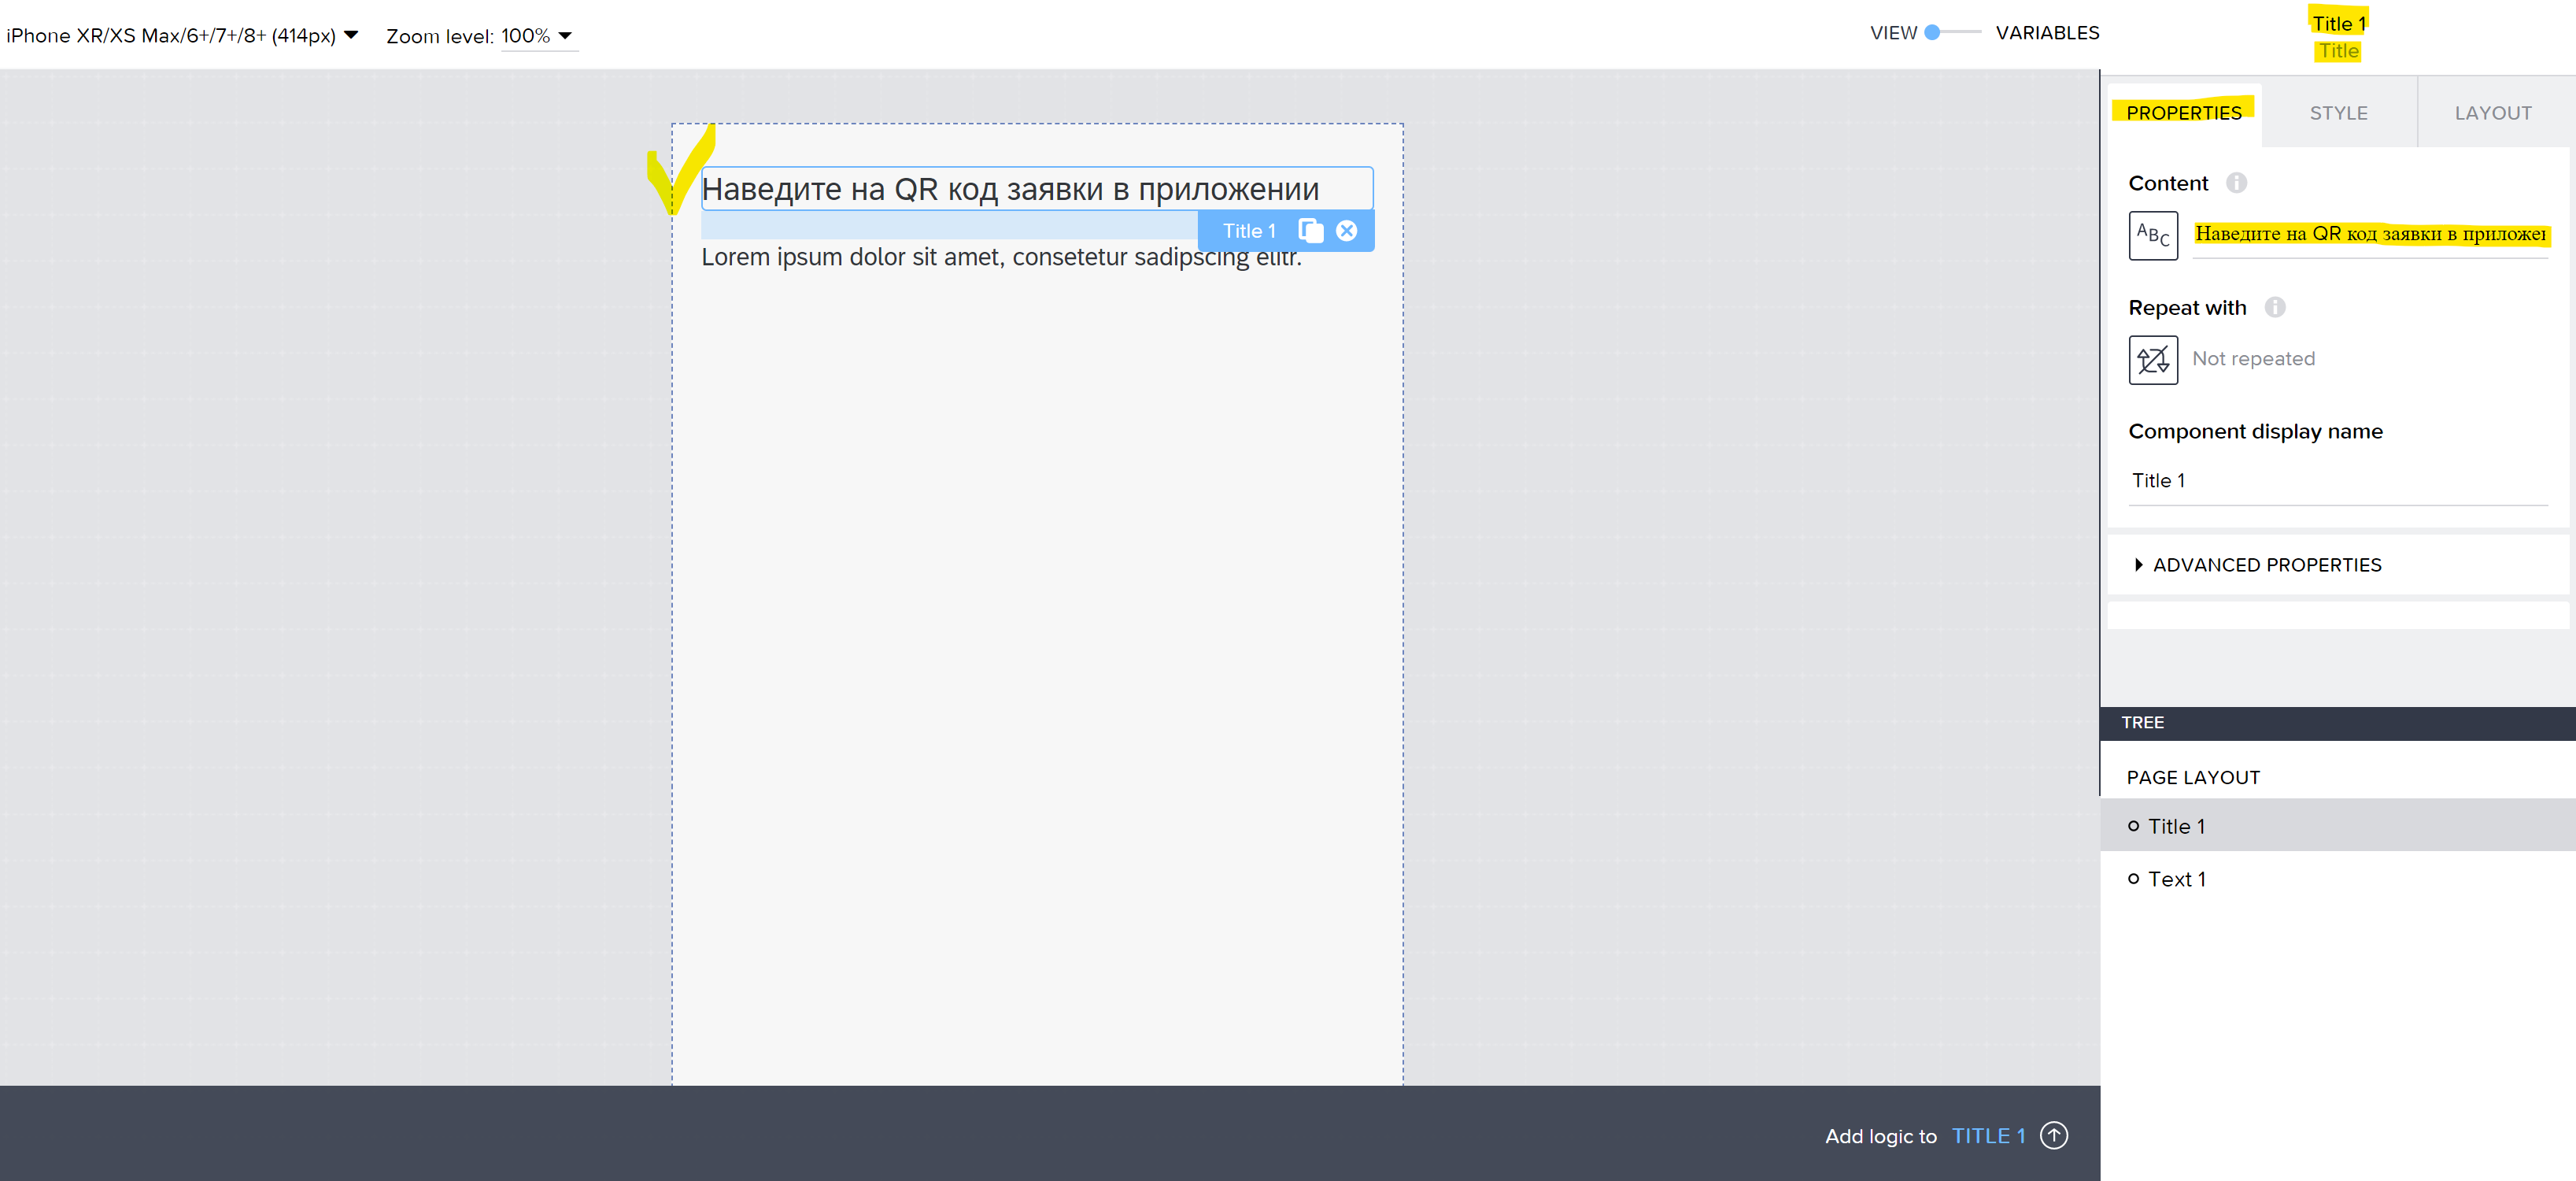 iPhone XR/XS Max/6+/7+/8+ (414px) Zoom level: 100% VIEW VARIABLES
Title 1
Title
PROPERTIES STYLE LAYOUT
Наведите на QR код заявки в приложении
Title 1
Lorem ipsum dolor sit amet, consetetur sadipscing elitr.
Content
ABC Наведите на QR код заявки в приложен
Repeat with
Not repeated
Component display name
Title 1
ADVANCED PROPERTIES
TREE
PAGE LAYOUT
Title 1
Text 1
Add logic to TITLE 1